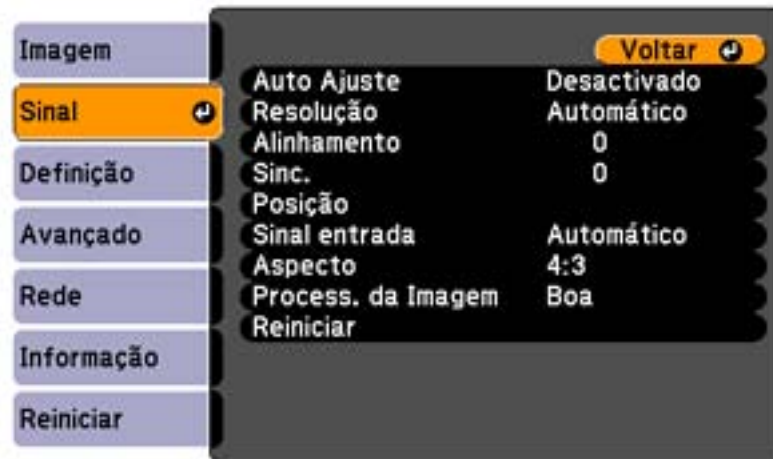 Imagem
Sinal
Definição
Avançado
Rede
Informação
Reiniciar
Voltar
Auto Ajuste Desactivado
Resolução Automático
Alinhamento 0
Sinc. 0
Posição
Sinal entrada Automático
Aspecto 4:3
Process. da Imagem Boa
Reiniciar